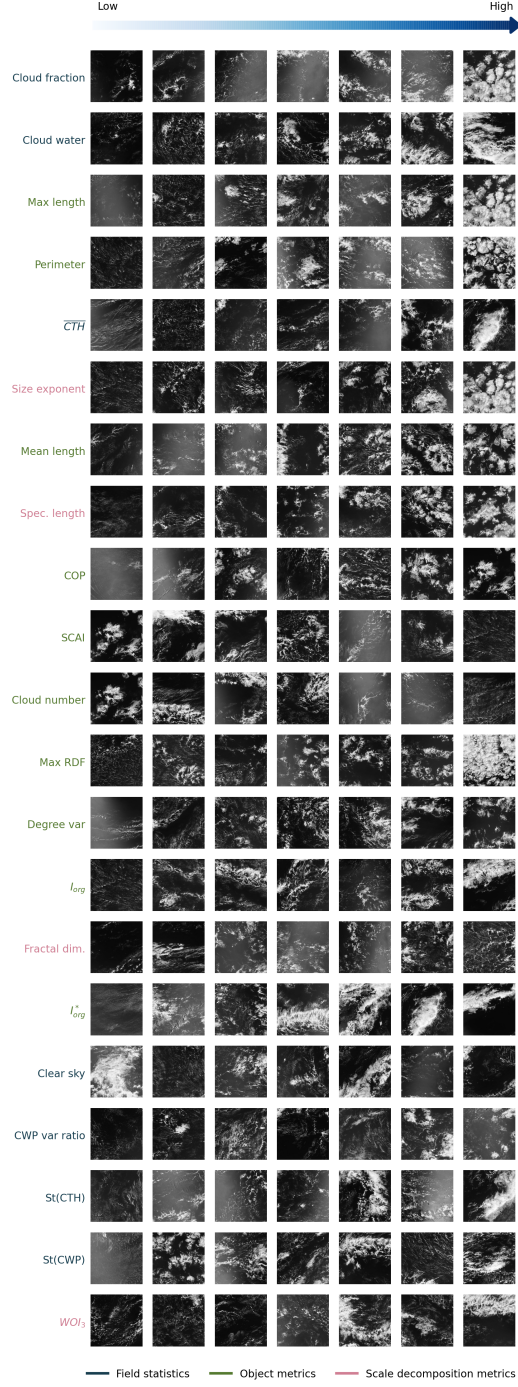 Low High
Cloud fraction
Cloud water
Max length
Perimeter
CTH
Size exponent
Mean length
Spec. length
COP
SCAI
Cloud number
Max RDF
Degree var
I_org
Fractal dim.
I*_org
Clear sky
CWP var ratio
St(CTH)
St(CWP)
WOI₃
Field statistics Object metrics Scale decomposition metrics